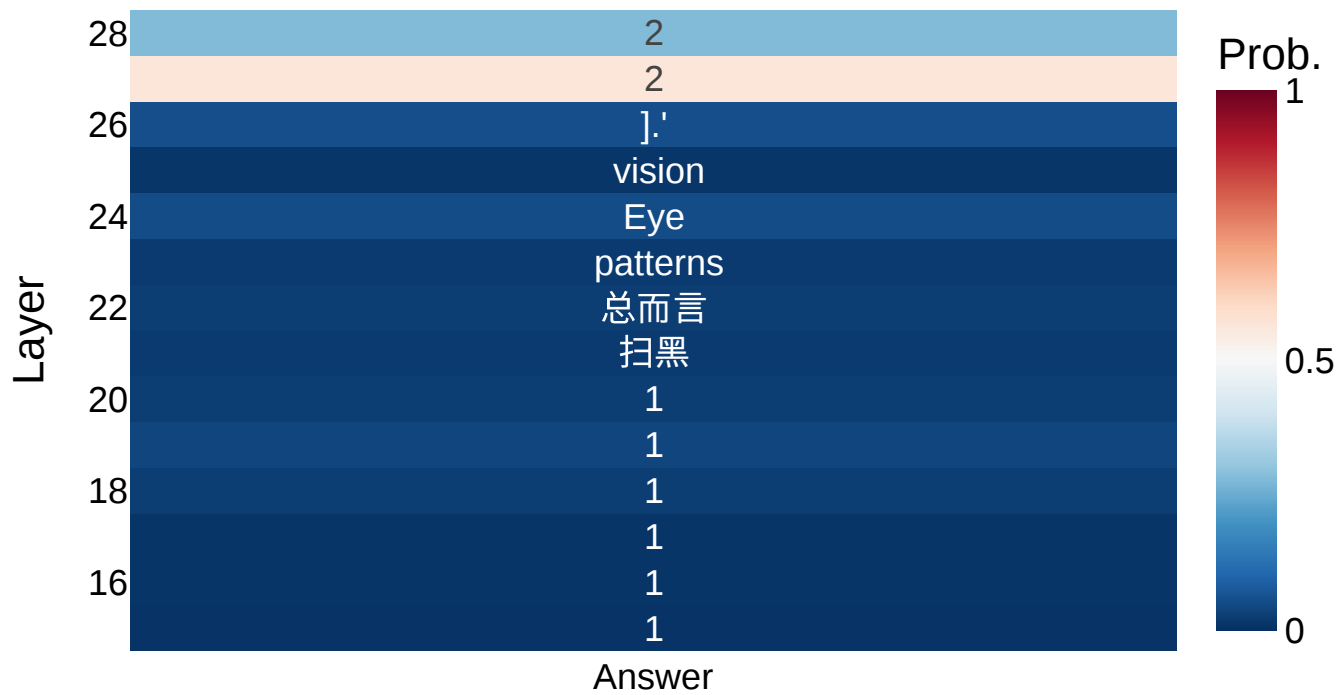 28 2
2
26 ].'
vision
24 Eye
patterns
22 总而言
扫黑
20 1
1
18 1
1
16 1
1
Answer
Layer
Prob.
1
0.5
0